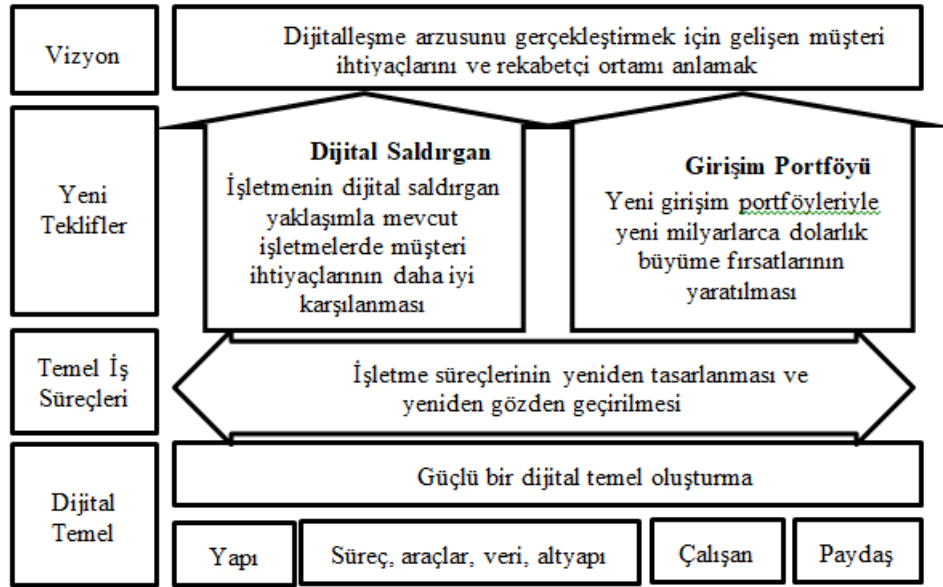 Vizyon
Dijitalleşme arzusunu gerçekleştirmek için gelişen müşteri
ihtiyaçlarını ve rekabetçi ortamı anlamak
Yeni
Teklifler
Dijital Saldırgan
İşletmenin dijital saldırgan
yaklaşımla mevcut
işletmelerde müşteri
ihtiyaçlarının daha iyi
karşılanması
Girişim Portföyü
Yeni girişim portföyleriyle
yeni milyarlarca dolarlık
büyüme fırsatlarının
yaratılması
Temel İş
Süreçleri
İşletme süreçlerinin yeniden tasarlanması ve
yeniden gözden geçirilmesi
Dijital
Temel
Güçlü bir dijital temel oluşturma
Yapı
Süreç, araçlar, veri, altyapı
Çalışan
Paydaş